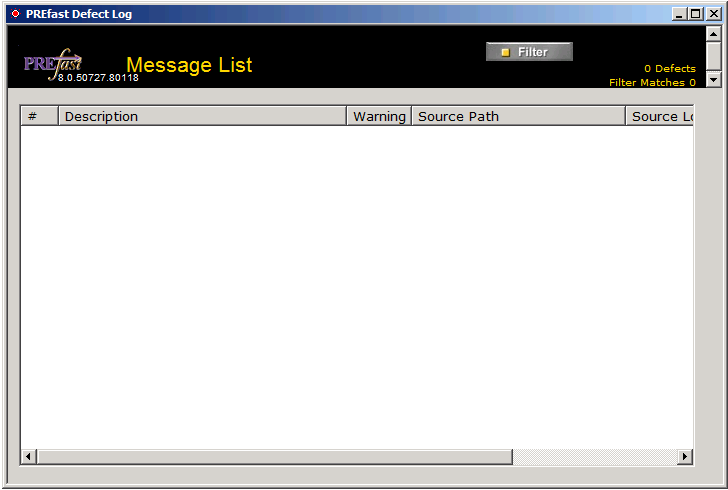 PREfast Defect Log
PREfast
8.0.50727.80118
Message List
Filter
0 Defects
Filter Matches 0
# Description Warning Source Path Source Lo